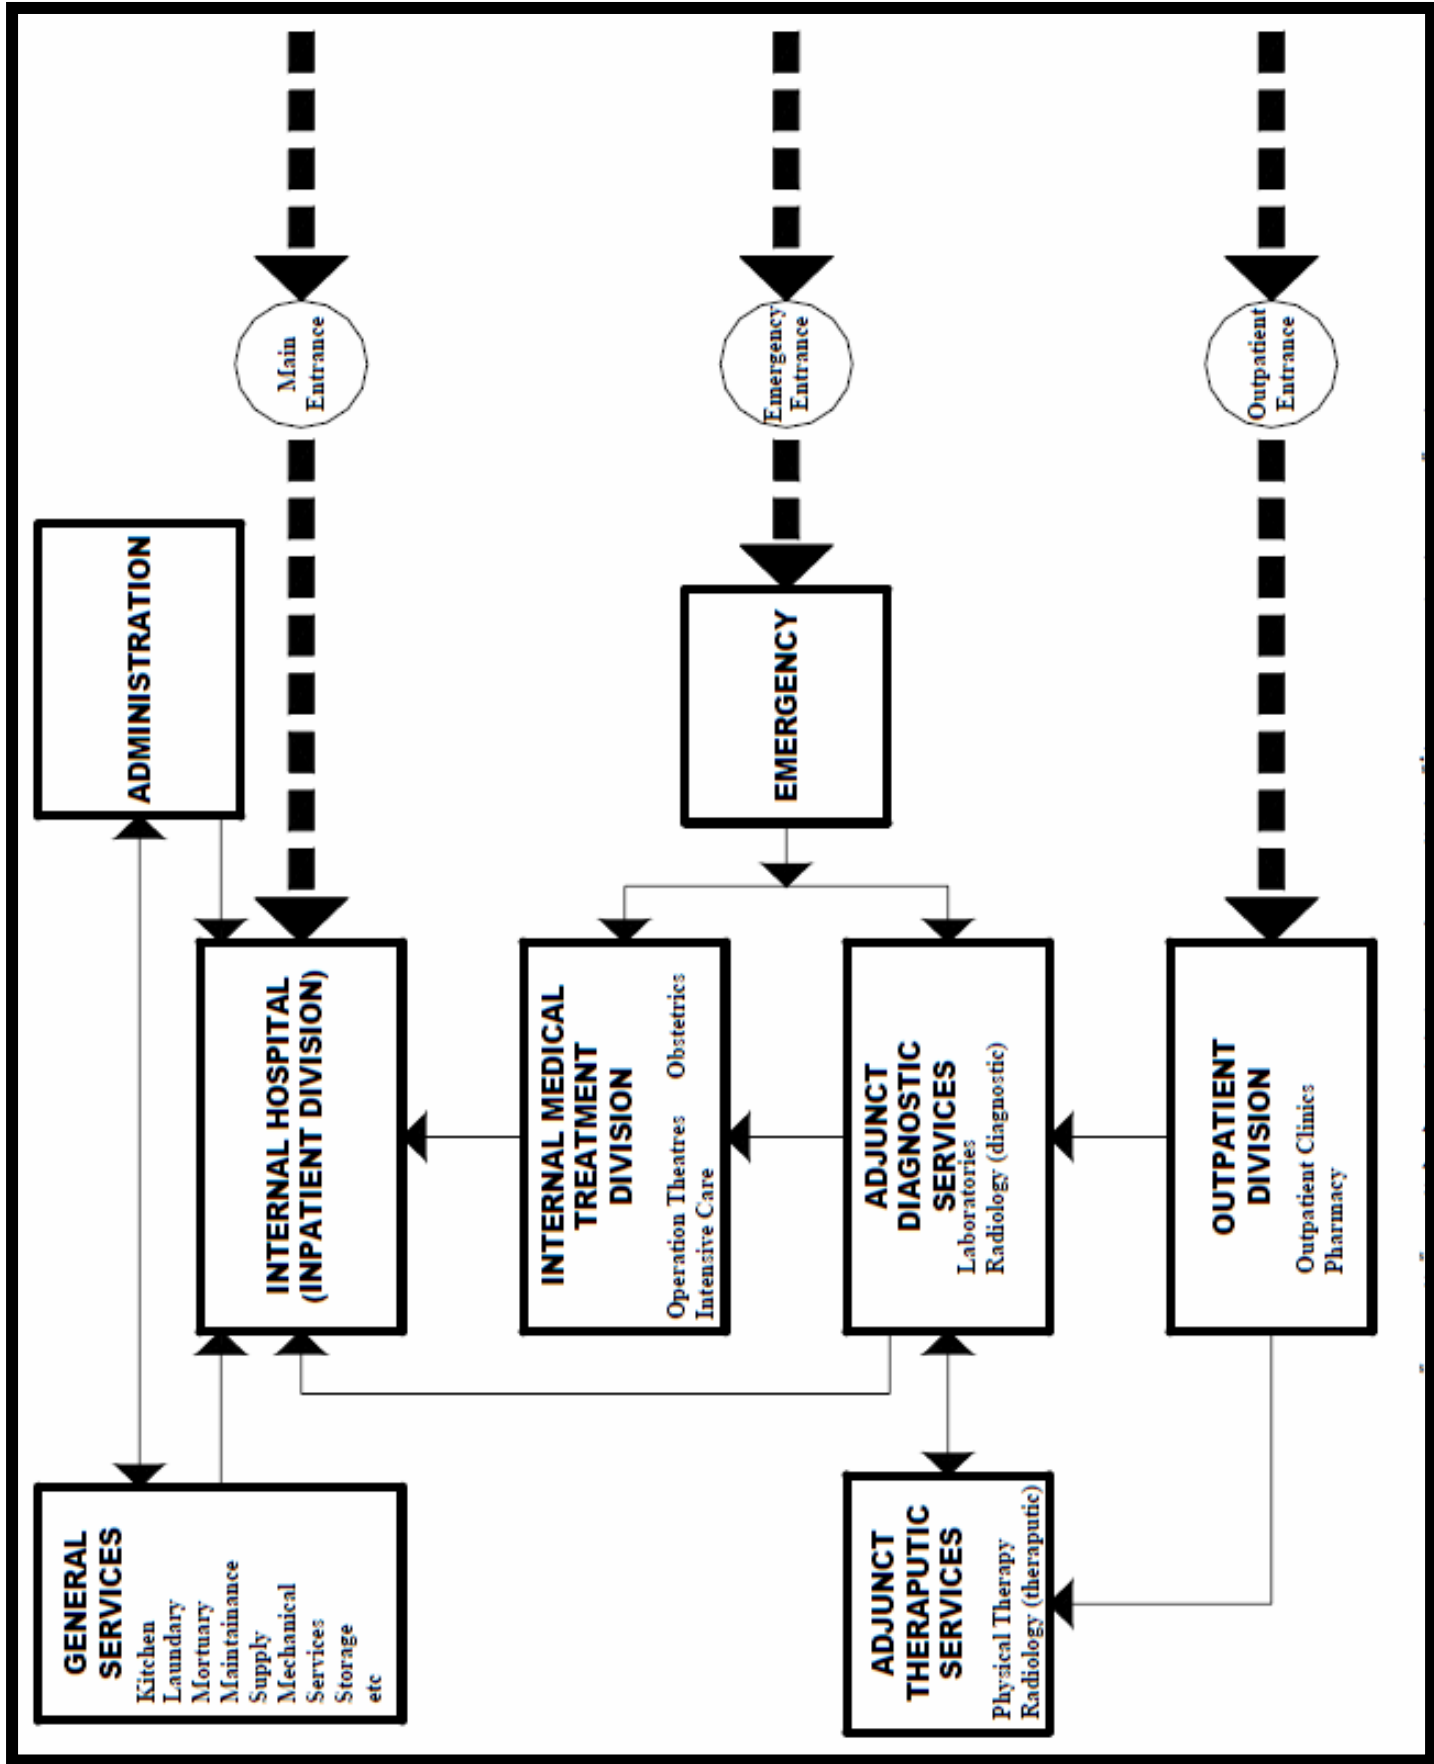 GENERAL
SERVICES
Kitchen
Laundary
Mortuary
Maintainance
Supply
Mechanical
Services
Storage
etc
ADMINISTRATION
INTERNAL HOSPITAL
(INPATIENT DIVISION)
Main
Entrance
INTERNAL MEDICAL
TREATMENT
DIVISION
Operation Theatres Obstetrics
Intensive Care
EMERGENCY
Emergency
Entrance
ADJUNCT
THERAPUTIC
SERVICES
Physical Therapy
Radiology (theraputic)
ADJUNCT
DIAGNOSTIC
SERVICES
Laboratories
Radiology (diagnostic)
OUTPATIENT
DIVISION
Outpatient Clinics
Pharmacy
Outpatient
Entrance